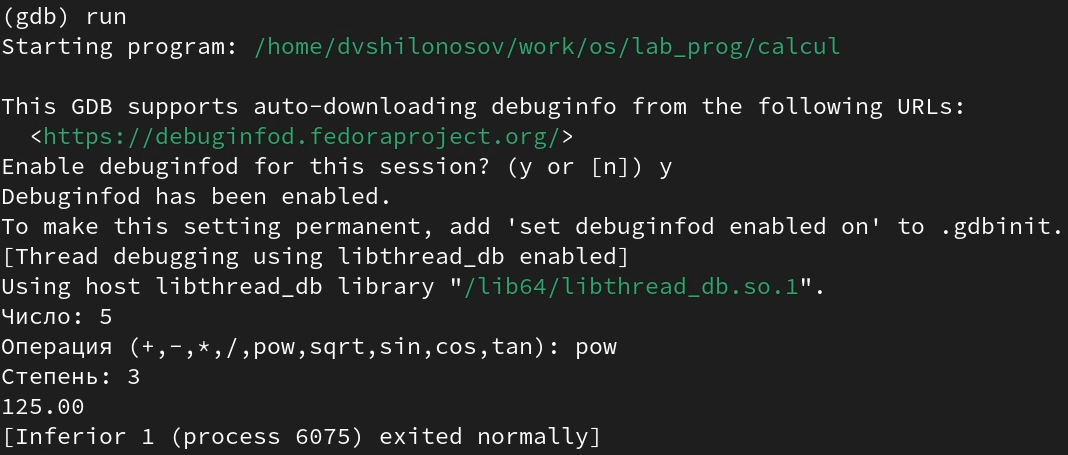 (gdb) run
Starting program: /home/dvshilonosov/work/os/lab_prog/calcul
This GDB supports auto-downloading debuginfo from the following URLs:
<https://debuginfod.fedoraproject.org/>
Enable debuginfod for this session? (y or [n]) y
Debuginfod has been enabled.
To make this setting permanent, add 'set debuginfod enabled on' to .gdbinit.
[Thread debugging using libthread_db enabled]
Using host libthread_db library "/lib64/libthread_db.so.1".
Число: 5
Операция (+,-,*,/,pow,sqrt,sin,cos,tan): pow
Степень: 3
125.00
[Inferior 1 (process 6075) exited normally]